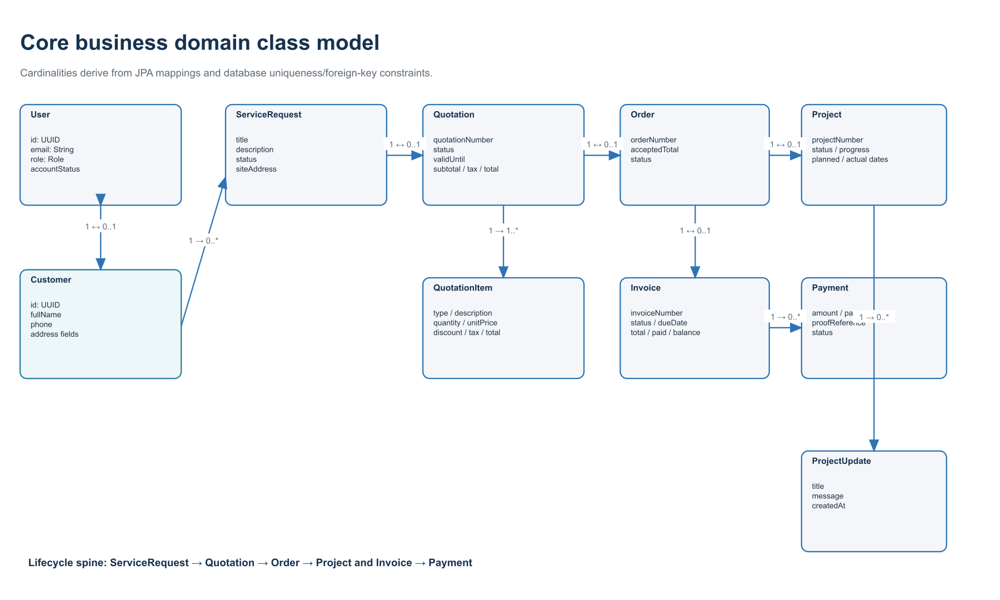 Core business domain class model
Cardinalities derive from JPA mappings and database uniqueness/foreign-key constraints.
User
id: UUID
email: String
role: Role
accountStatus
ServiceRequest
title
description
status
siteAddress
1 ↔ 0..1
Quotation
quotationNumber
status
validUntil
subtotal / tax / total
1 ↔ 0..1
Order
orderNumber
acceptedTotal
status
1 ↔ 0..1
Project
projectNumber
status / progress
planned / actual dates
1 ↔ 0..1
1 → 0..*
1 → 1..*
1 ↔ 0..1
Customer
id: UUID
fullName
phone
address fields
QuotationItem
type / description
quantity / unitPrice
discount / tax / total
Invoice
invoiceNumber
status / dueDate
total / paid / balance
1 → 0..*
Payment
amount /
proofReference
status
1 → 0..*
ProjectUpdate
title
message
createdAt
Lifecycle spine: ServiceRequest → Quotation → Order → Project and Invoice → Payment